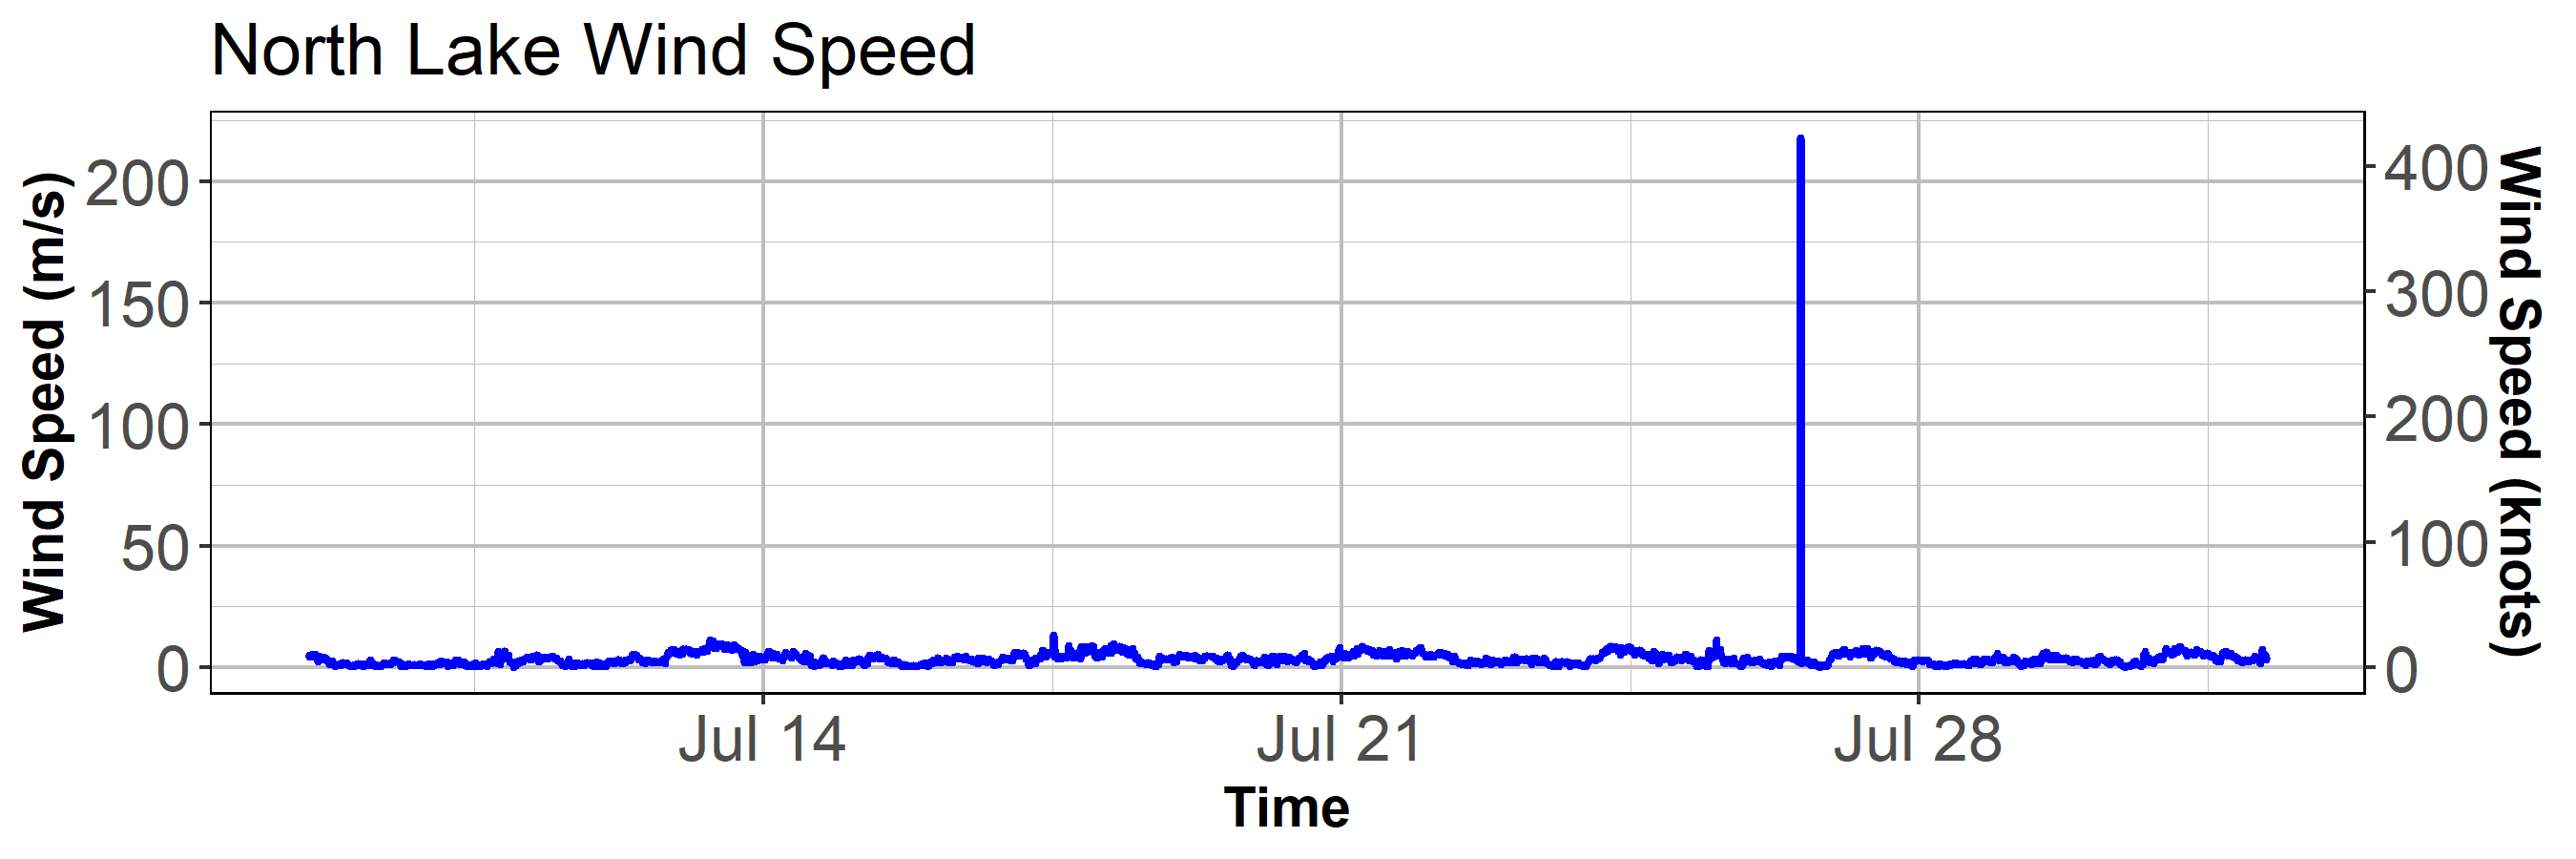 North Lake Wind Speed
Wind Speed (m/s)
200
150
100
50
0
400
300
200
100
0
Wind Speed (knots)
Jul 14
Jul 21
Jul 28
Time